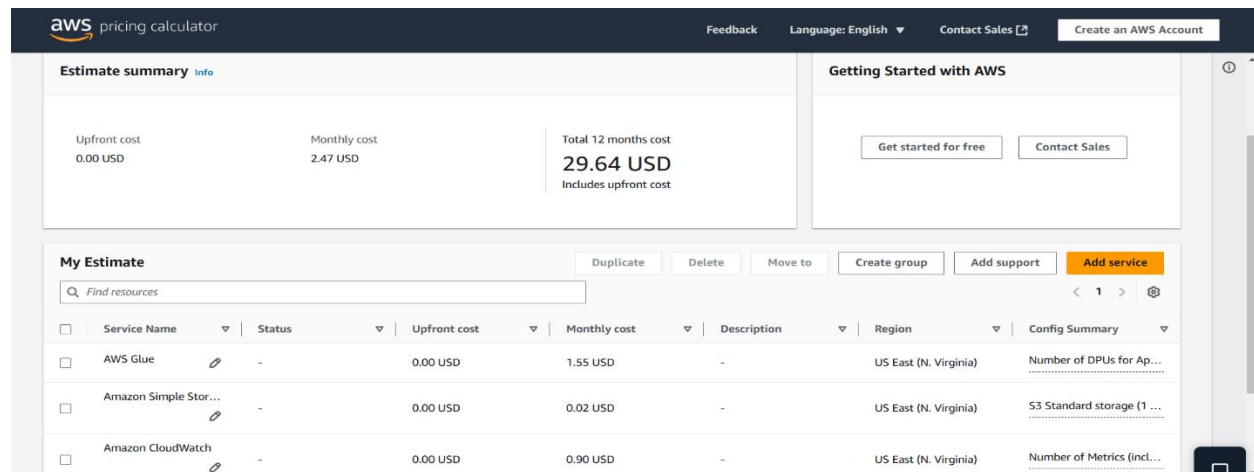 aws pricing calculator
Feedback Language: English Contact Sales Create an AWS Account
Estimate summary Info
Getting Started with AWS
Upfront cost Monthly cost Total 12 months cost
0.00 USD 2.47 USD 29.64 USD
Includes upfront cost
Get started for free Contact Sales
My Estimate Duplicate Delete Move to Create group Add support Add service
Find resources 1
Service Name Status Upfront cost Monthly cost Description Region Config Summary
AWS Glue - 0.00 USD 1.55 USD - US East (N. Virginia) Number of DPUs for Ap...
Amazon Simple Stor... - 0.00 USD 0.02 USD - US East (N. Virginia) S3 Standard storage (1 ...
Amazon CloudWatch - 0.00 USD 0.90 USD - US East (N. Virginia) Number of Metrics (incl...